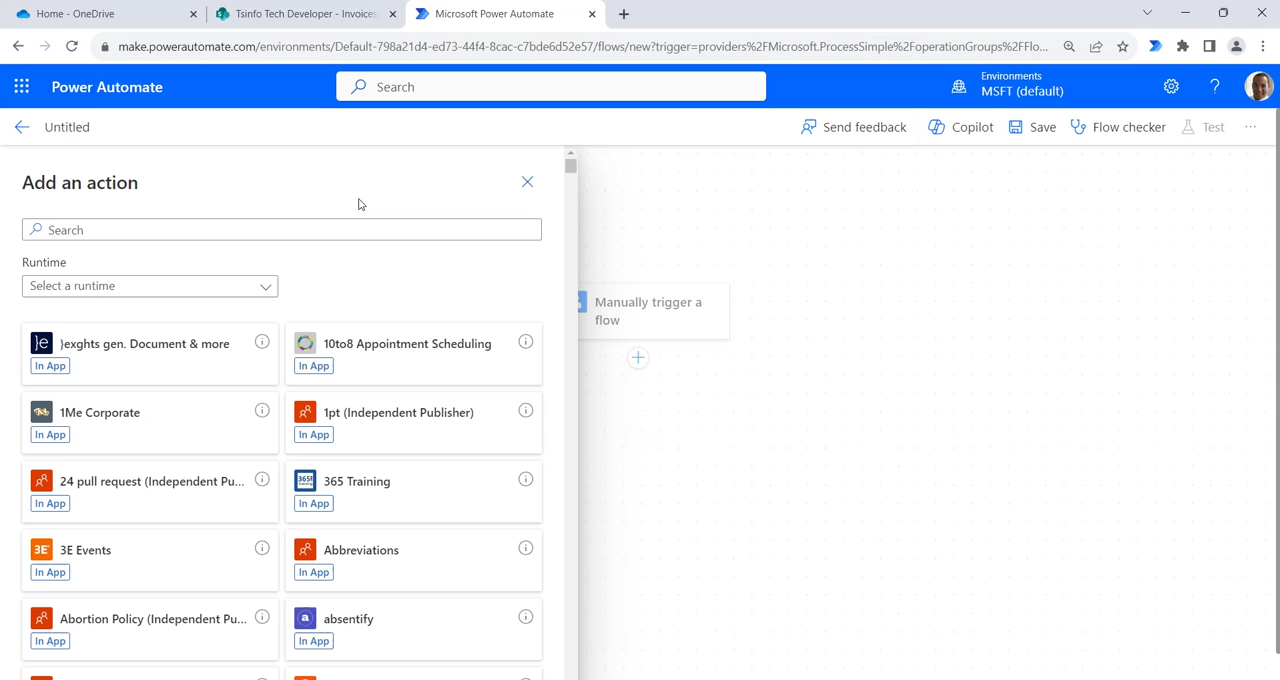 Home - OneDrive
Tsinfo Tech Developer - Invoices
Microsoft Power Automate
make.powerautomate.com/environments/Default-798a21d4-ed73-44f4-8cac-c7bde6d52e57/flows/new?trigger=providers%2FMicrosoft.ProcessSimple%2FoperationGroups%2FFlo...
Power Automate
Search
Environments
MSFT (default)
Untitled
Send feedback
Copilot
Save
Flow checker
Test
Add an action
Search
Runtime
Select a runtime
}exghts gen. Document & more
In App
10to8 Appointment Scheduling
In App
1Me Corporate
In App
1pt (Independent Publisher)
In App
24 pull request (Independent Pu...
In App
365 Training
In App
3E Events
In App
Abbreviations
In App
Abortion Policy (Independent Pu...
In App
absentify
In App
Manually trigger a
flow